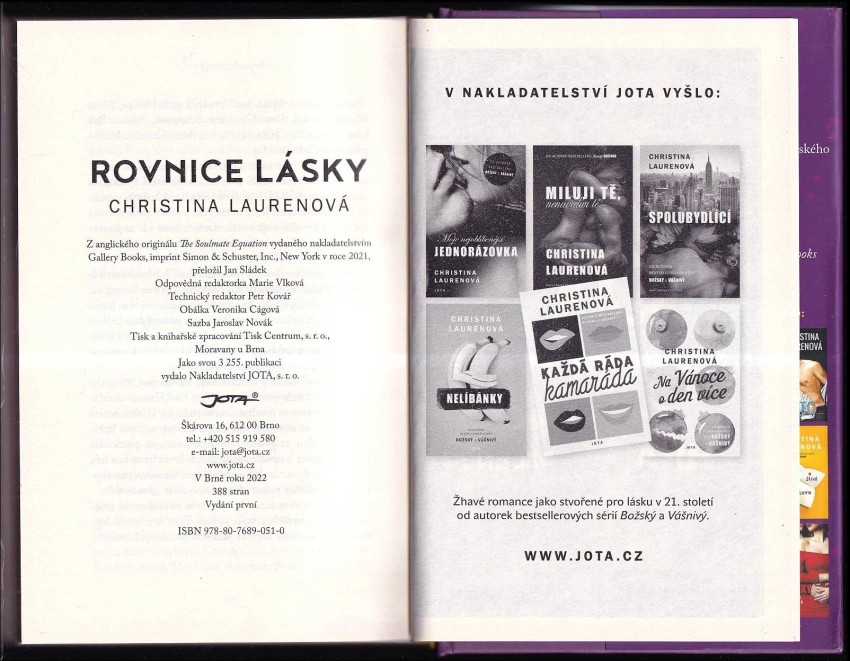 ROVNICE LÁSKY
CHRISTINA LAURENOVÁ
Z anglického originálu The Soulmate Equation vydaného nakladatelstvím
Gallery Books, imprint Simon & Schuster, Inc., New York v roce 2021,
přeložil Jan Sládek
Odpovědná redaktorka Marie Vlková
Technický redaktor Petr Kovář
Obálka Veronika Cágová
Sazba Jaroslav Novák
Tisk a knihařské zpracování Tisk Centrum, s. r. o.,
Moravany u Brna
Jako svou 3 255. publikaci
vydalo Nakladatelství JOTA, s. r. o.
JOTA®
Škárova 16, 612 00 Brno
tel.: +420 515 919 580
e-mail: jota@jota.cz
www.jota.cz
V Brně roku 2022
388 stran
Vydání první
ISBN 978-80-7689-051-0
V NAKLADATELSTVÍ JOTA VYŠLO:
Moje nejoblíbenější
JEDNORÁZOVKA
CHRISTINA
LAURENOVÁ
MILUJI TĚ,
nenávidím tě
CHRISTINA
LAURENOVÁ
CHRISTINA
LAURENOVÁ
SPOLUBYDLÍCÍ
BOŽSKÝ a VÁŠNIVÝ
CHRISTINA
LAURENOVÁ
NELÍBÁNKY
BOŽSKÝ a VÁŠNIVÝ
CHRISTINA
LAURENOVÁ
KAŽDÁ RÁDA
kamaráda
JOTA
CHRISTINA
LAURENOVÁ
Na Vánoce
o den více
BOŽSKÝ
a VÁŠNIVÝ
JOTA
Žhavé romance jako stvořené pro lásku v 21. století
od autorek bestsellerových sérií Božský a Vášnivý.
WWW.JOTA.CZ
ského
ooks